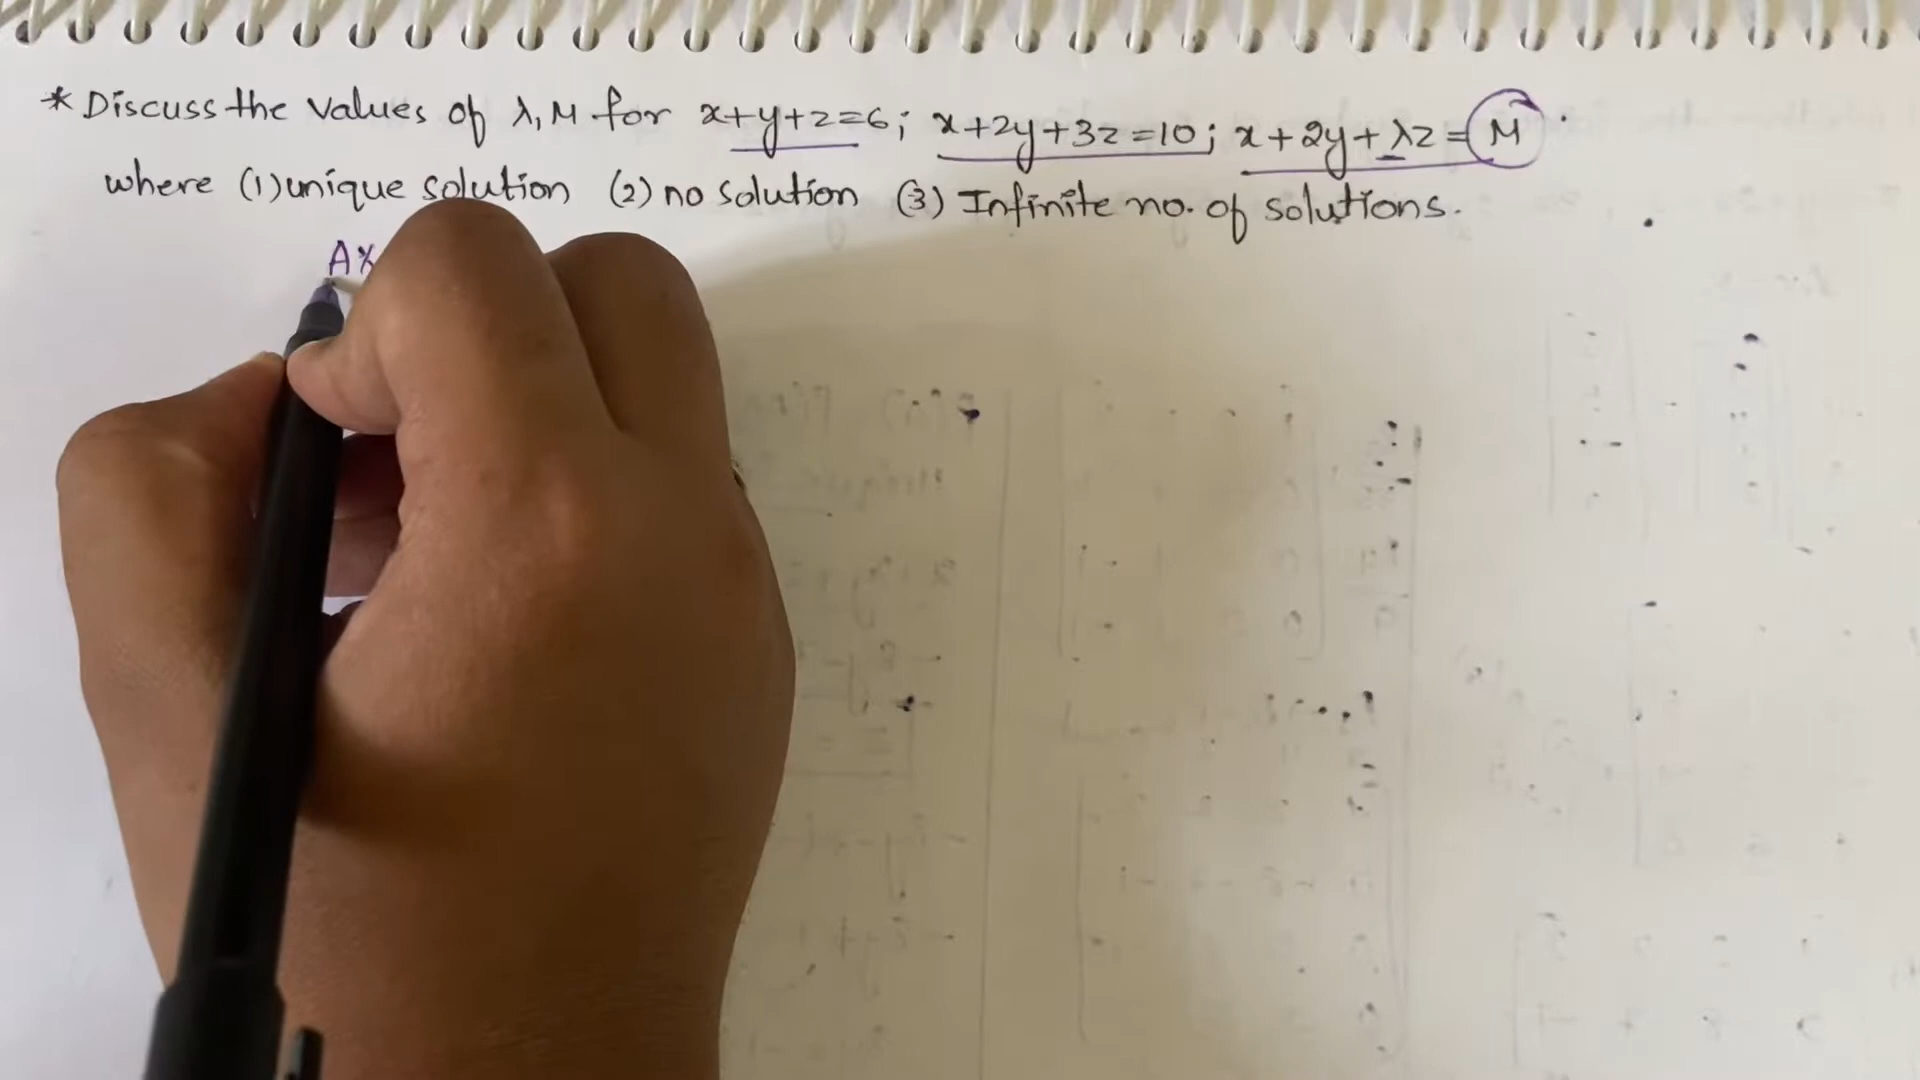 * Discuss the values of λ, M for x+y+z=6; x+2y+3z=10; x+2y+λz=M
where (1) unique solution (2) no solution (3) Infinite no. of solutions.
AX